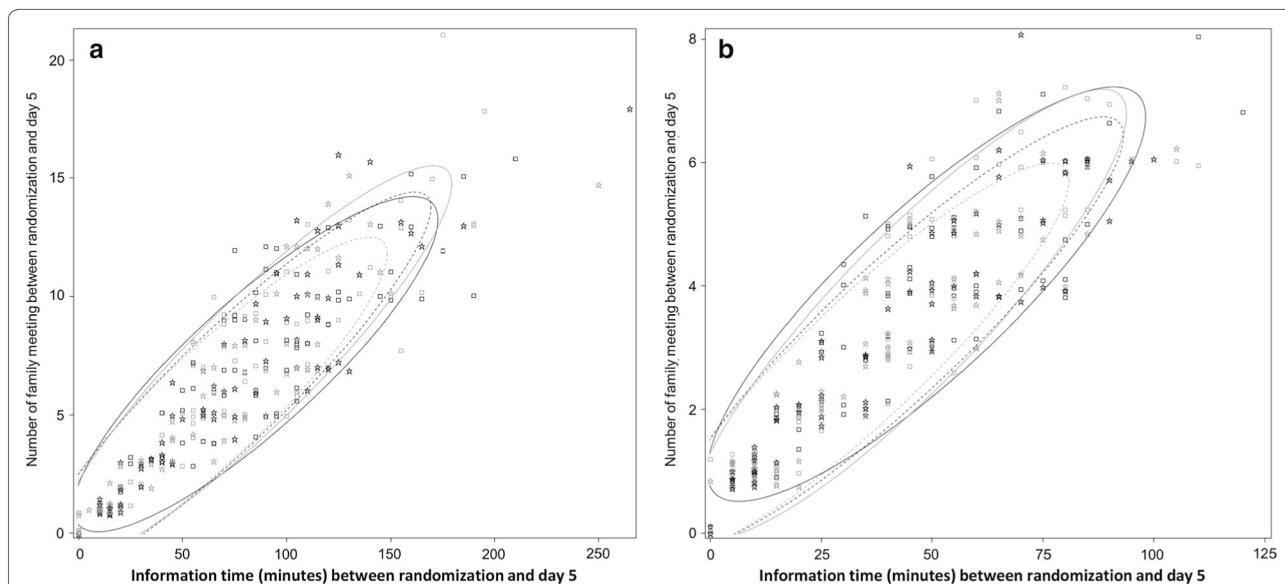 a
Number of family meeting between randomization and day 5
20
15
10
5
0
0 50 100 150 200 250
Information time (minutes) between randomization and day 5
b
Number of family meeting between randomization and day 5
8
6
4
2
0
0 25 50 75 100 125
Information time (minutes) between randomization and day 5